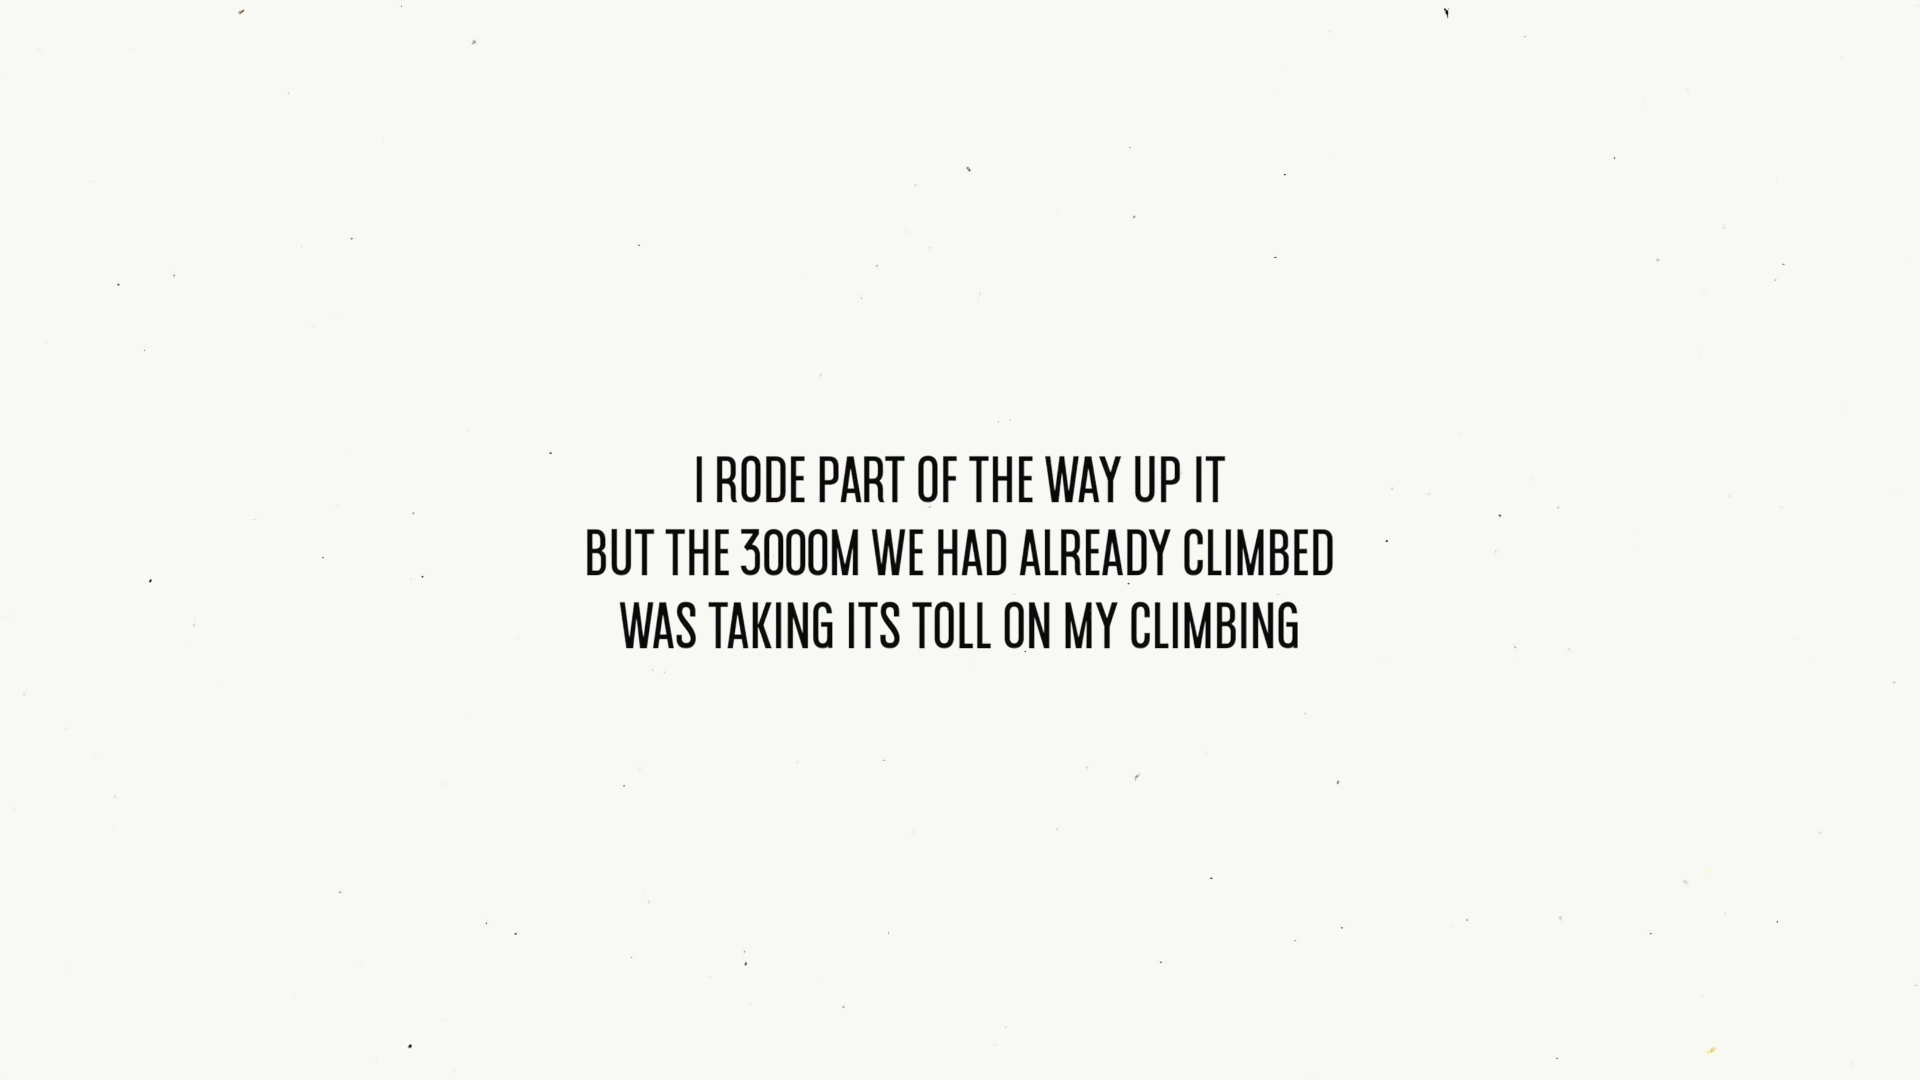 I RODE PART OF THE WAY UP IT
BUT THE 3000M WE HAD ALREADY CLIMBED
WAS TAKING ITS TOLL ON MY CLIMBING